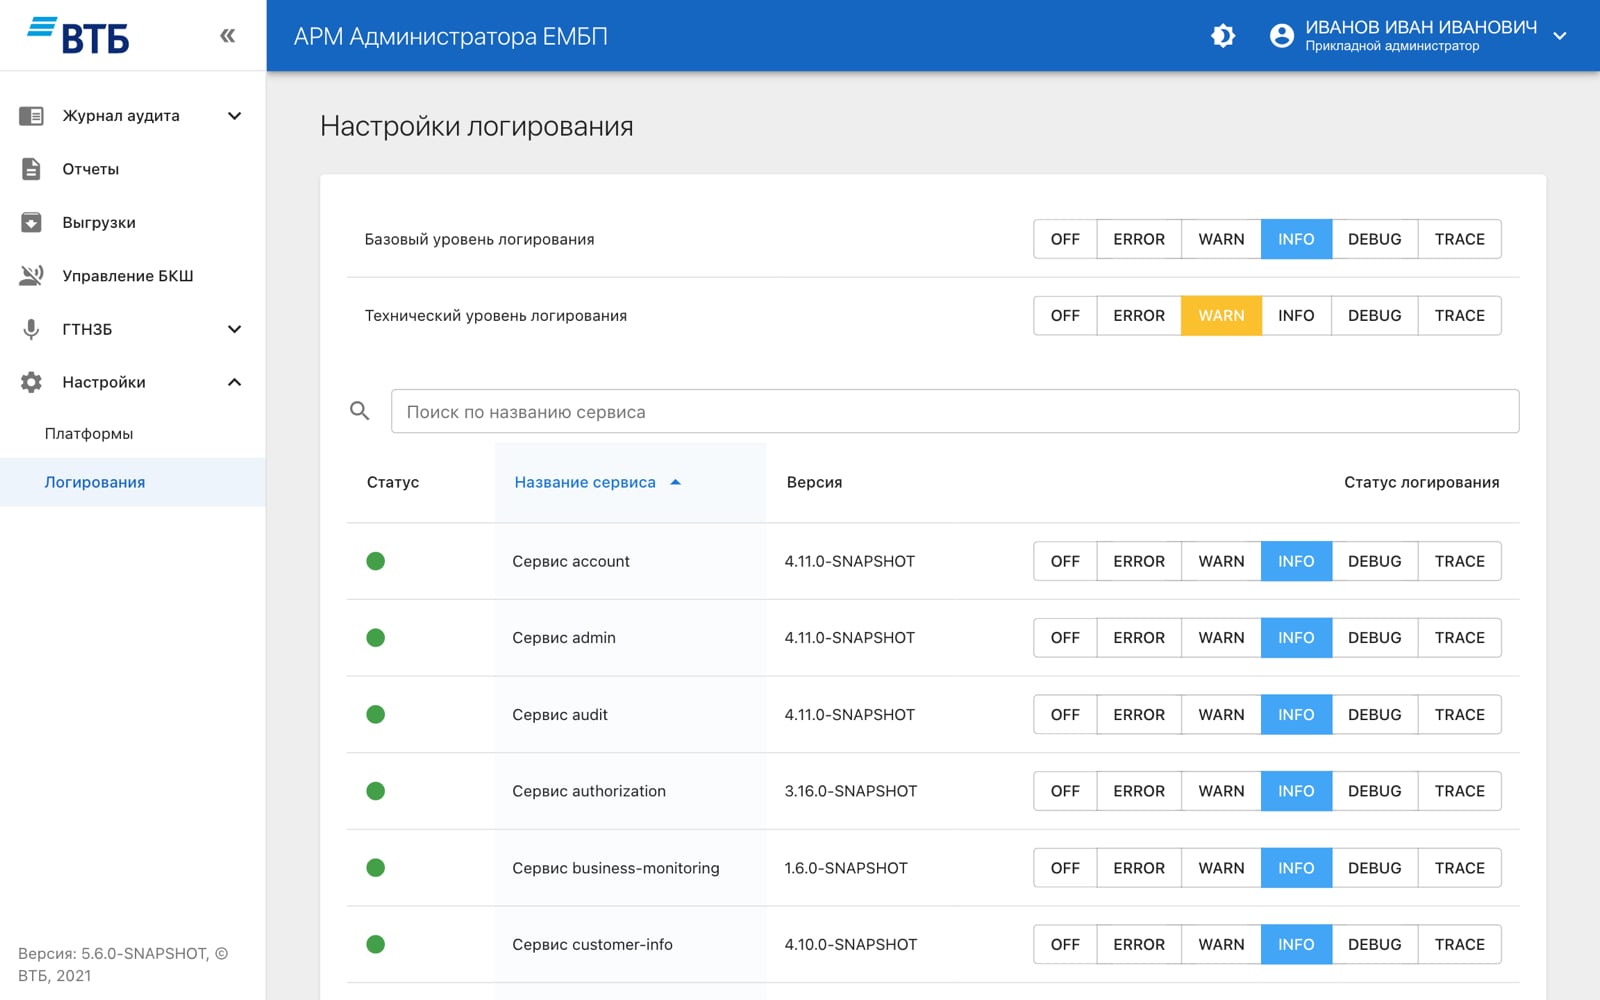 ВТБ
АРМ Администратора ЕМБП
ИВАНОВ ИВАН ИВАНОВИЧ
Прикладной администратор
Журнал аудита
Отчеты
Выгрузки
Управление БКШ
ГТНЗБ
Настройки
Платформы
Логирования
Версия: 5.6.0-SNAPSHOT, ©
ВТБ, 2021
Настройки логирования
Базовый уровень логирования OFF ERROR WARN INFO DEBUG TRACE
Технический уровень логирования OFF ERROR WARN INFO DEBUG TRACE
Поиск по названию сервиса
Статус Название сервиса Версия Статус логирования
Сервис account 4.11.0-SNAPSHOT OFF ERROR WARN INFO DEBUG TRACE
Сервис admin 4.11.0-SNAPSHOT OFF ERROR WARN INFO DEBUG TRACE
Сервис audit 4.11.0-SNAPSHOT OFF ERROR WARN INFO DEBUG TRACE
Сервис authorization 3.16.0-SNAPSHOT OFF ERROR WARN INFO DEBUG TRACE
Сервис business-monitoring 1.6.0-SNAPSHOT OFF ERROR WARN INFO DEBUG TRACE
Сервис customer-info 4.10.0-SNAPSHOT OFF ERROR WARN INFO DEBUG TRACE